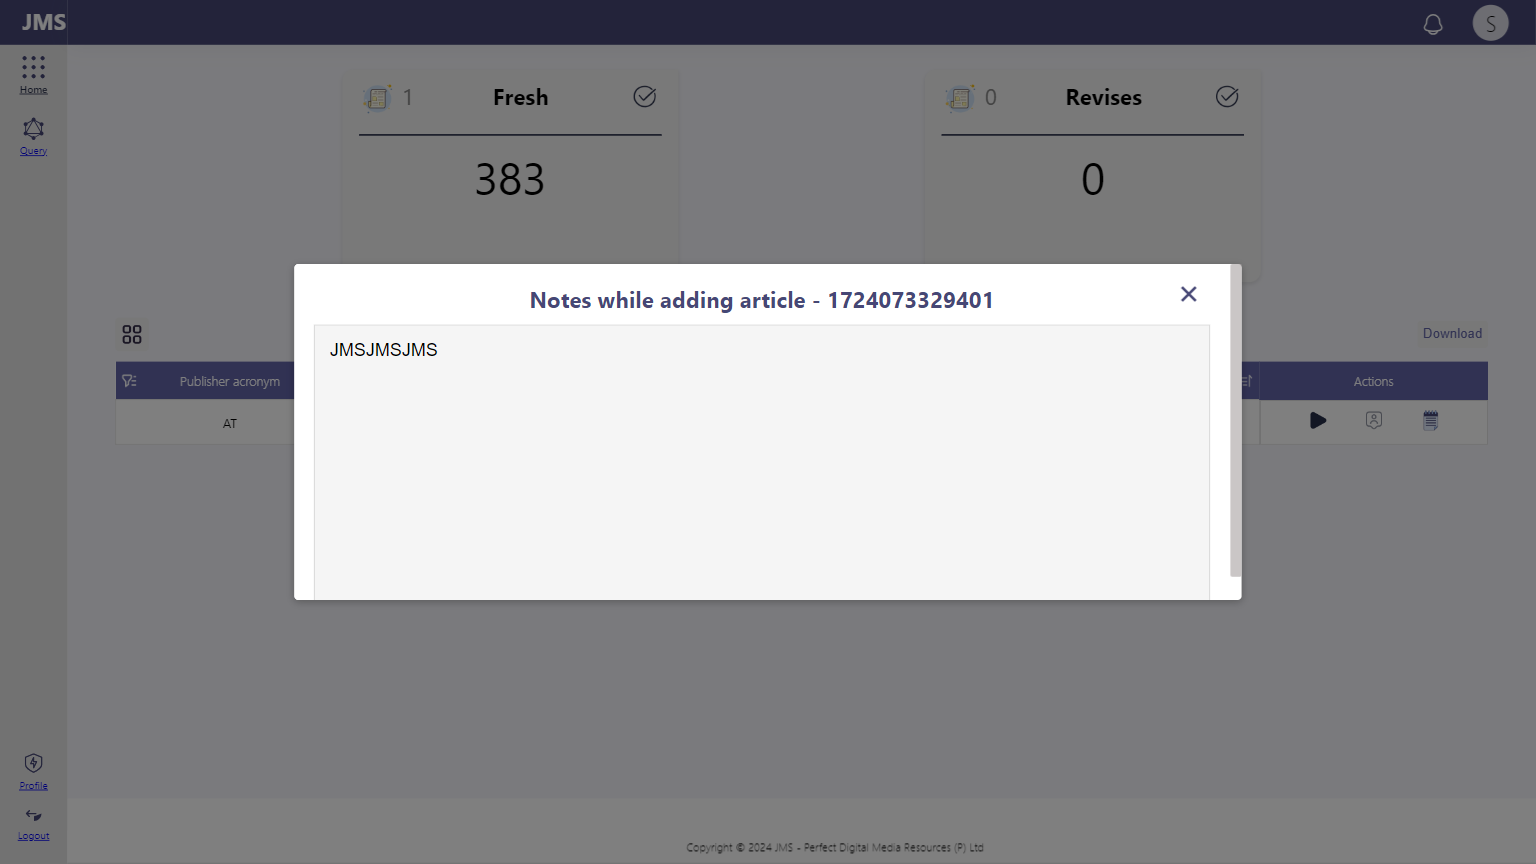 JMS
S
Home
Query
1 Fresh
383
0 Revises
0
Notes while adding article - 1724073329401
JMSJMSJMS
Download
Publisher acronym
Actions
AT
Profile
Logout
Copyright © 2024 JMS - Perfect Digital Media Resources (P) Ltd